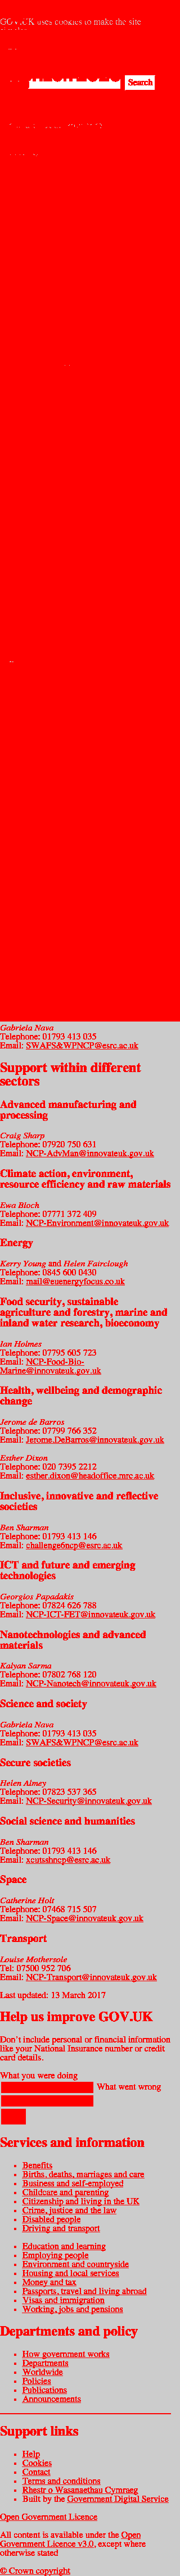 GOV.UK uses cookies to make the site
Search
Gabriela Nava
Telephone: 01793 413 035
Email: SWAFS&WPNCP@esrc.ac.uk
Support within different
sectors
Advanced manufacturing and
processing
Craig Sharp
Telephone: 07920 750 631
Email: NCP-AdvMan@innovateuk.gov.uk
Climate action, environment,
resource efficiency and raw materials
Ewa Bloch
Telephone: 07771 372 409
Email: NCP-Environment@innovateuk.gov.uk
Energy
Kerry Young and Helen Fairclough
Telephone: 0845 600 0430
Email: mail@euenergyfocus.co.uk
Food security, sustainable
agriculture and forestry, marine and
inland water research, bioeconomy
Ian Holmes
Telephone: 07795 605 723
Email: NCP-Food-Bio-
Marine@innovateuk.gov.uk
Health, wellbeing and demographic
change
Jerome de Barros
Telephone: 07799 766 352
Email: Jerome.DeBarros@innovateuk.gov.uk
Esther Dixon
Telephone: 020 7395 2212
Email: esther.dixon@headoffice.mrc.ac.uk
Inclusive, innovative and reflective
societies
Ben Sharman
Telephone: 01793 413 146
Email: challenge6ncp@esrc.ac.uk
ICT and future and emerging
technologies
Georgios Papadakis
Telephone: 07824 626 788
Email: NCP-ICT-FET@innovateuk.gov.uk
Nanotechnologies and advanced
materials
Kalyan Sarma
Telephone: 07802 768 120
Email: NCP-Nanotech@innovateuk.gov.uk
Science and society
Gabriela Nava
Telephone: 01793 413 035
Email: SWAFS&WPNCP@esrc.ac.uk
Secure societies
Helen Almey
Telephone: 07823 537 365
Email: NCP-Security@innovateuk.gov.uk
Social science and humanities
Ben Sharman
Telephone: 01793 413 146
Email: xcutsshncp@esrc.ac.uk
Space
Catherine Holt
Telephone: 07468 715 507
Email: NCP-Space@innovateuk.gov.uk
Transport
Louise Mothersole
Tel: 07500 952 706
Email: NCP-Transport@innovateuk.gov.uk
Last updated: 13 March 2017
Help us improve GOV.UK
Don't include personal or financial information
like your National Insurance number or credit
card details.
What you were doing
What went wrong
Services and information
Benefits
Births, deaths, marriages and care
Business and self-employed
Childcare and parenting
Citizenship and living in the UK
Crime, justice and the law
Disabled people
Driving and transport
Education and learning
Employing people
Environment and countryside
Housing and local services
Money and tax
Passports, travel and living abroad
Visas and immigration
Working, jobs and pensions
Departments and policy
How government works
Departments
Worldwide
Policies
Publications
Announcements
Support links
Help
Cookies
Contact
Terms and conditions
Rhestr o Wasanaethau Cymraeg
Built by the Government Digital Service
Open Government Licence
All content is available under the Open
Government Licence v3.0, except where
otherwise stated
© Crown copyright